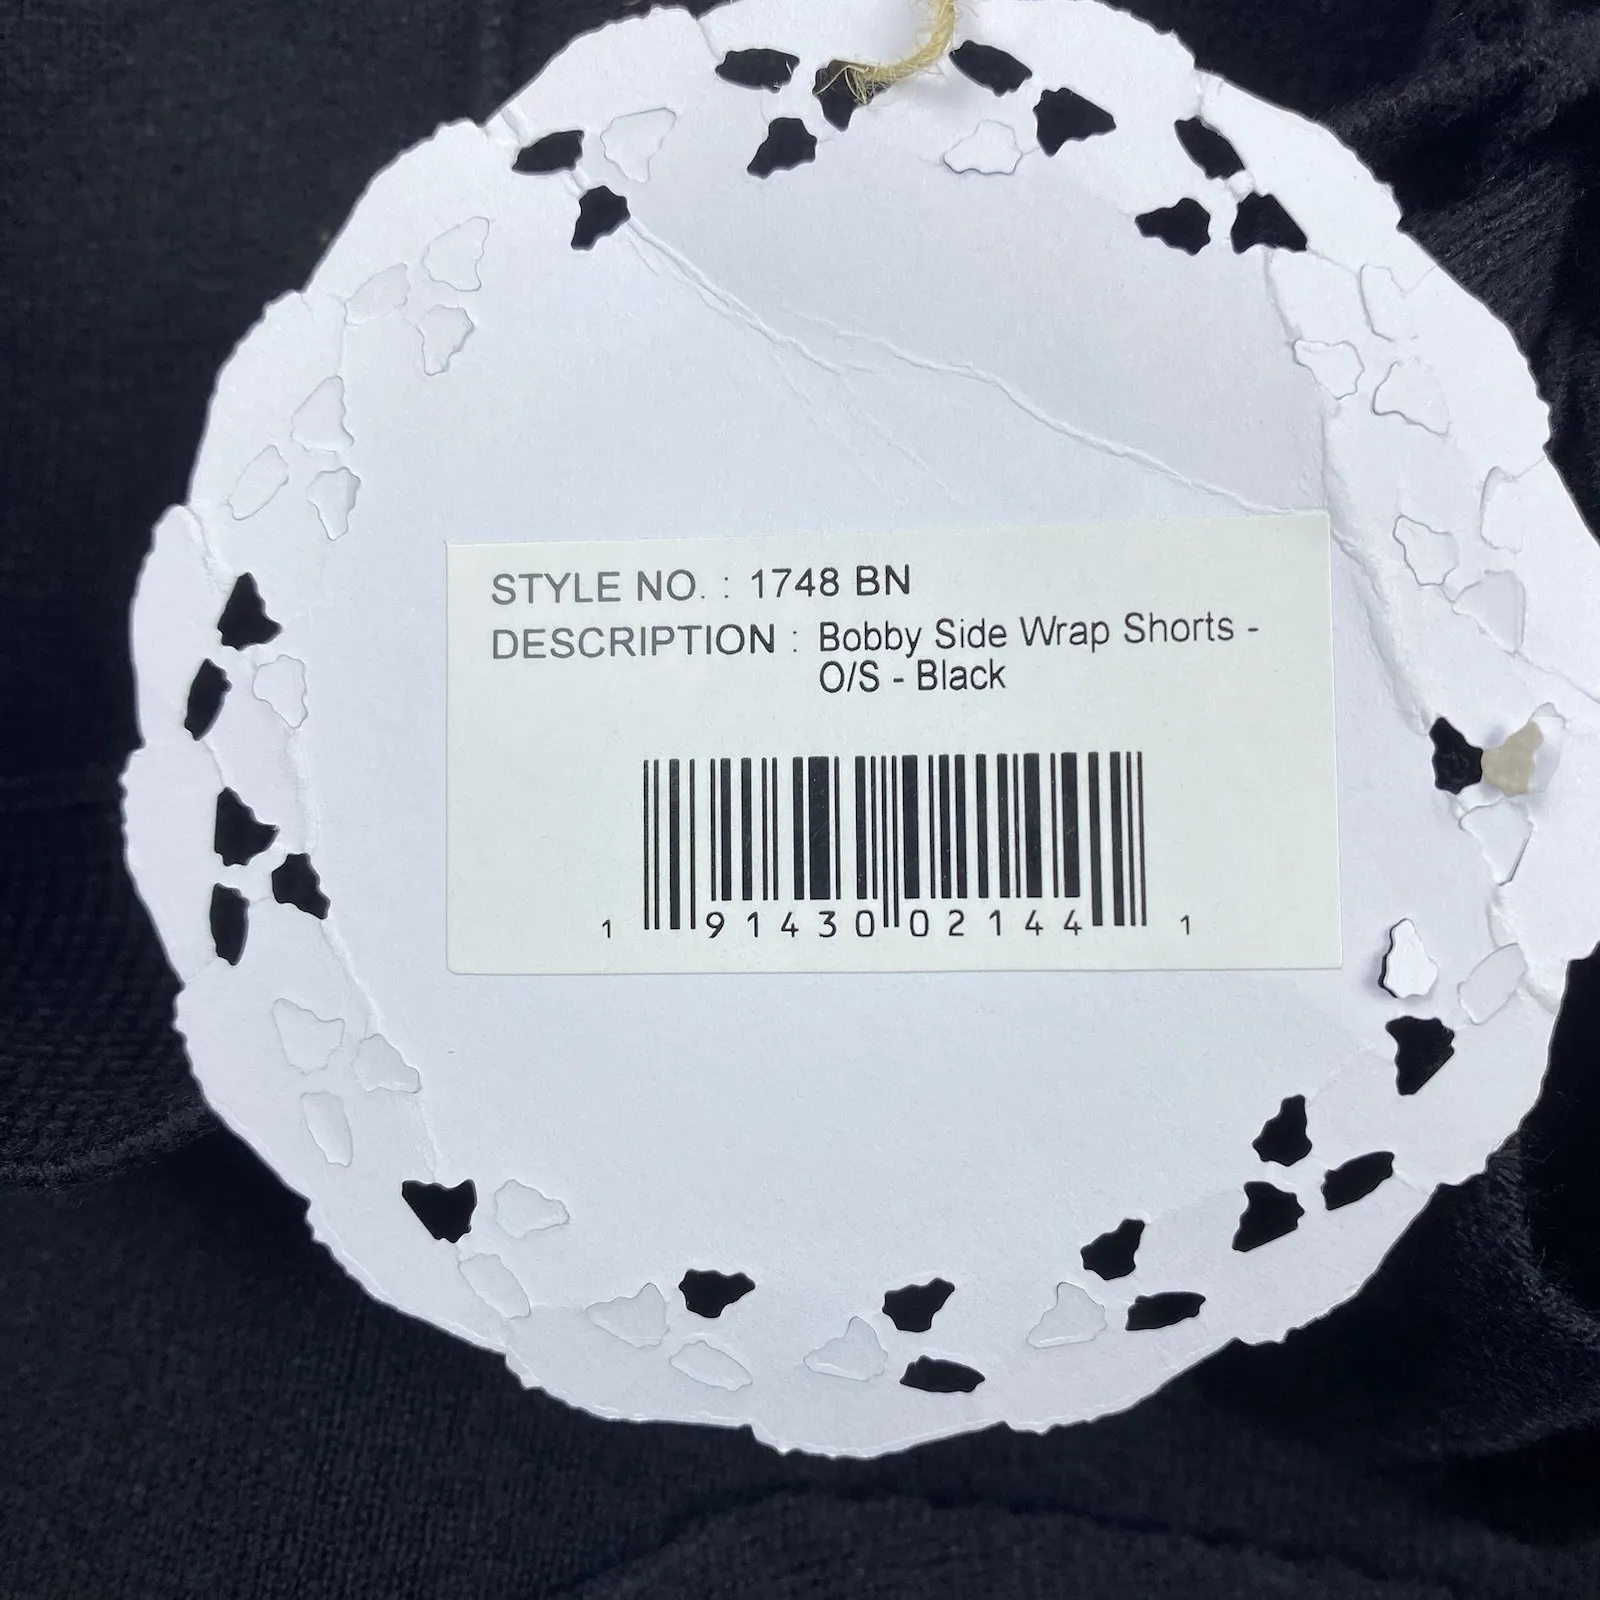 STYLE NO. : 1748 BN
DESCRIPTION : Bobby Side Wrap Shorts -
O/S - Black
1 91430 02144 1